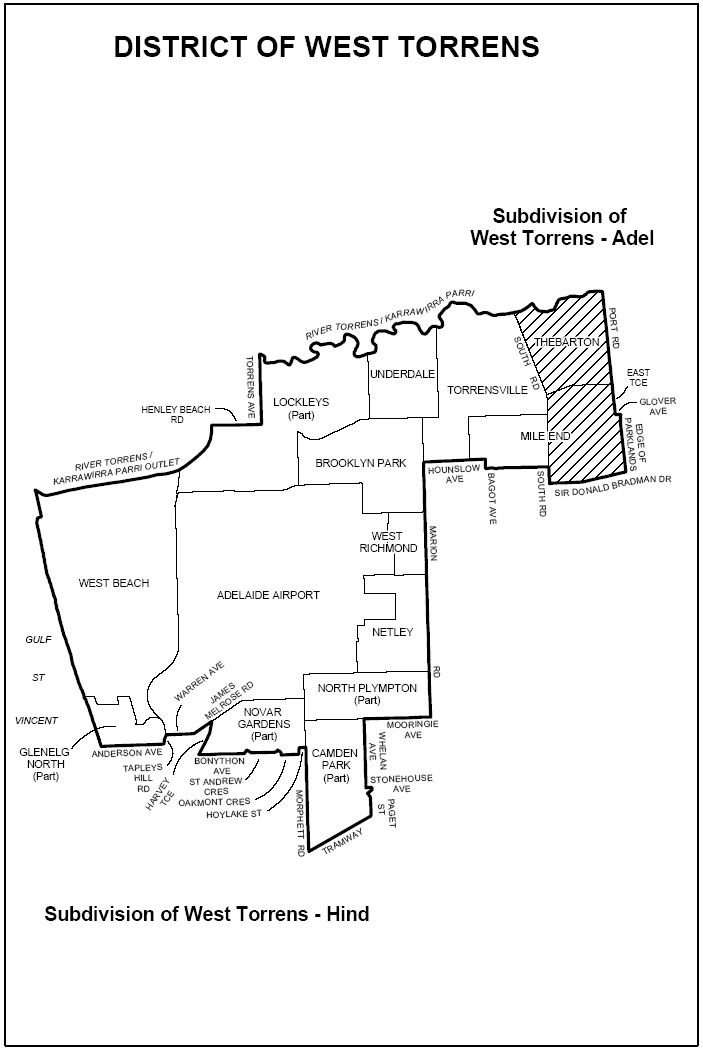 DISTRICT OF WEST TORRENS
Subdivision of
West Torrens - Adel
RIVER TORRENS / KARRAWIRRA PARRI
PORT RD
THEBARTON
SOUTH RD
UNDERDALE
TORRENS AVE
EAST
TCE
TORRENSVILLE
LOCKLEYS
(Part)
GLOVER
AVE
HENLEY BEACH
RD
MILE END
EDGE OF
PARKLANDS
RIVER TORRENS /
KARRAWIRRA PARRI OUTLET
BROOKLYN PARK
HOUNSLOW
AVE
BAGOT AVE
SOUTH RD
SIR DONALD BRADMAN DR
WEST
RICHMOND
MARION
RD
WEST BEACH
ADELAIDE AIRPORT
NETLEY
GULF
ST
VINCENT
WARREN AVE
JAMES
MELROSE RD
NORTH PLYMPTON
(Part)
NOVAR
GARDENS
(Part)
MOORINGIE
AVE
GLENELG
NORTH
(Part)
ANDERSON AVE
TAPLEYS
HILL
RD
HARVEY
TCE
BONYTHON
AVE
ST ANDREW
CRES
OAKMONT CRES
HOYLAKE ST
CAMDEN
PARK
(Part)
WHELAN
AVE
STONEHOUSE
AVE
PAGET
ST
MORPHETT RD
TRAMWAY
Subdivision of West Torrens - Hind